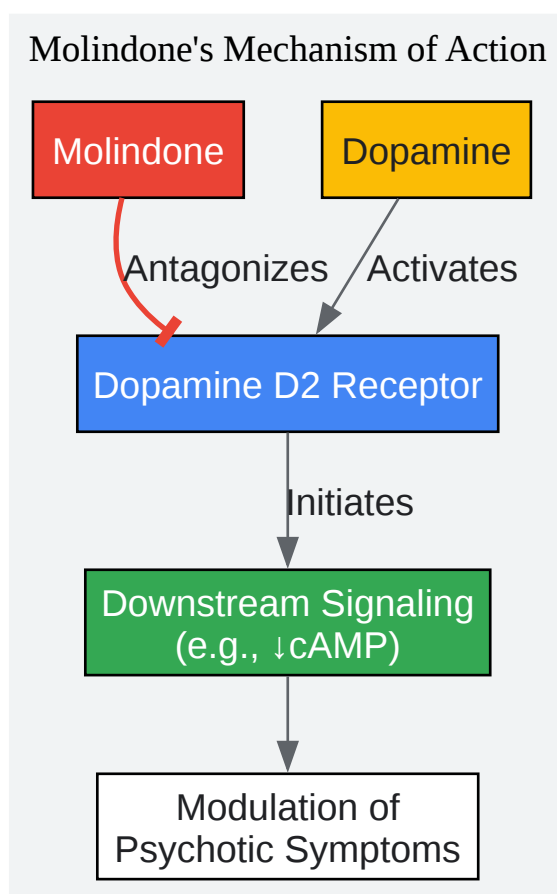 Molindone's Mechanism of Action
Molindone
Dopamine
Antagonizes
Activates
Dopamine D2 Receptor
Initiates
Downstream Signaling
(e.g., ↓cAMP)
Modulation of
Psychotic Symptoms